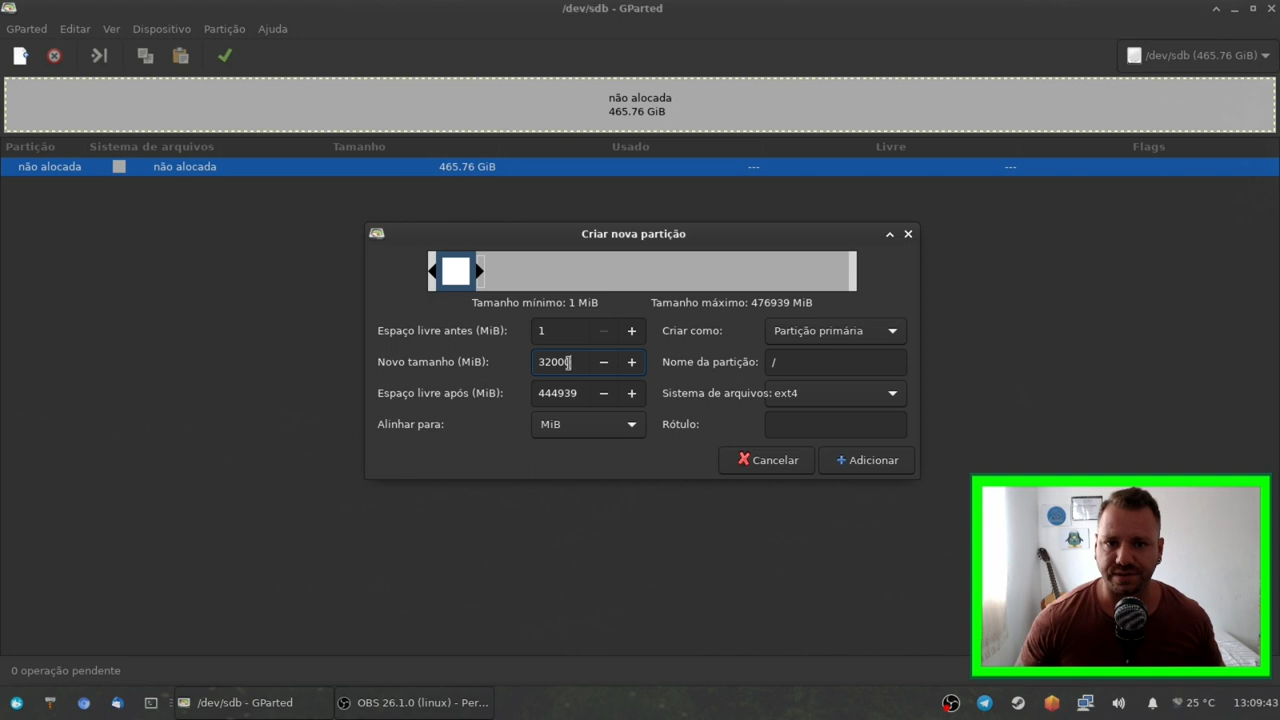 /dev/sdb - GParted
GParted Editar Ver Dispositivo Partição Ajuda
/dev/sdb (465.76 GiB)
não alocada
465.76 GiB
Partição Sistema de arquivos Tamanho Usado Livre Flags
não alocada não alocada 465.76 GiB --- ---
Criar nova partição
Tamanho mínimo: 1 MiB Tamanho máximo: 476939 MiB
Espaço livre antes (MiB): 1 Criar como: Partição primária
Novo tamanho (MiB): 32000 Nome da partição: /
Espaço livre após (MiB): 444939 Sistema de arquivos: ext4
Alinhar para: MiB Rótulo:
Cancelar Adicionar
0 operação pendente
/dev/sdb - GParted OBS 26.1.0 (linux) - Per... 25 °C 13:09:43